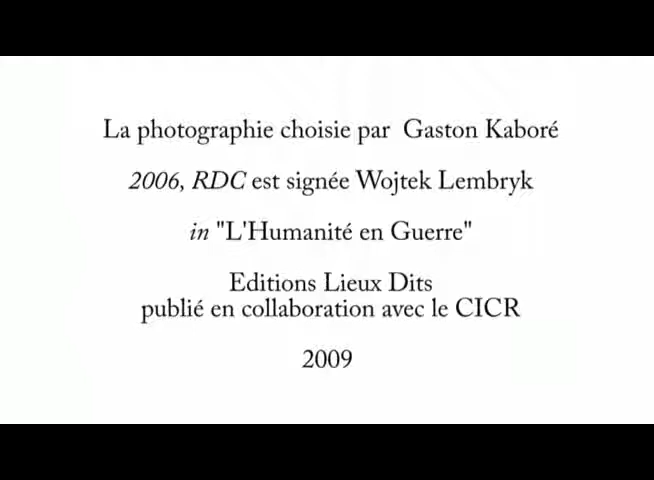 La photographie choisie par Gaston Kaboré
2006, RDC est signée Wojtek Lembryk
in "L'Humanité en Guerre"
Editions Lieux Dits
publié en collaboration avec le CICR
2009